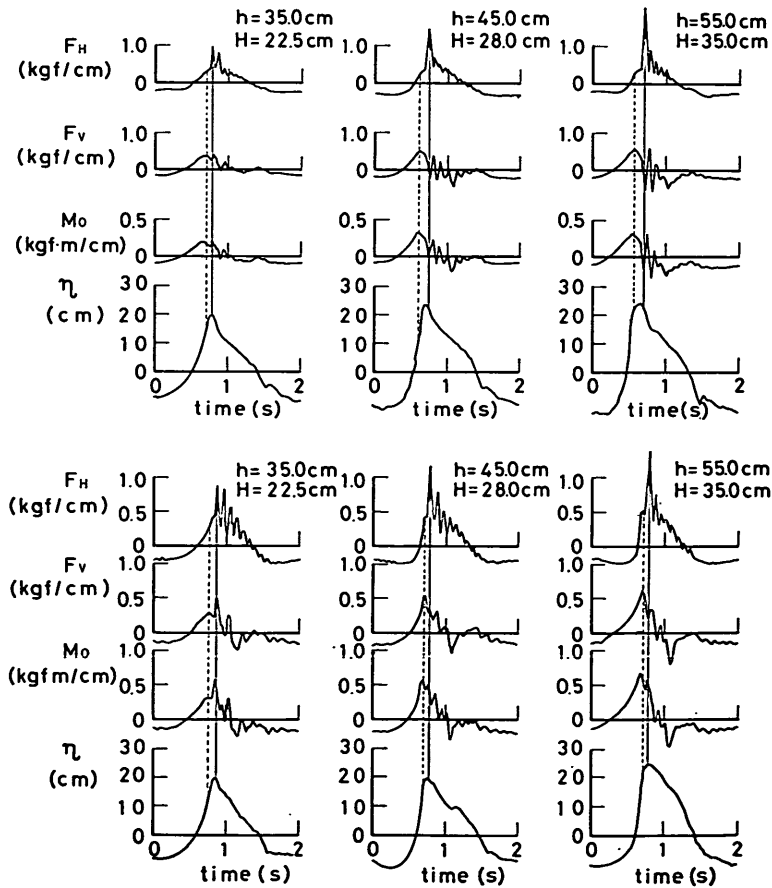 h=35.0cm
H=22.5cm
h=45.0cm
H=28.0cm
h=55.0cm
H=35.0cm
FH
(kgf/cm)
1.0
0
1.0
0
1.0
0
FV
(kgf/cm)
1.0
0
1.0
0
1.0
0
Mo
(kgf·m/cm)
0.5
0
0.5
0
0.5
0
η
(cm)
30
20
10
0
30
20
10
0
30
20
10
0
0 1 2
0 1 2
0 1 2
time(s)
time(s)
time(s)
h=35.0cm
H=22.5cm
h=45.0cm
H=28.0cm
h=55.0cm
H=35.0cm
FH
(kgf/cm)
1.0
0.5
0
1.0
0.5
0
1.0
0.5
0
FV
(kgf/cm)
1.0
0.5
0
1.0
0.5
0
1.0
0.5
0
Mo
(kgfm/cm)
1.0
0.5
0
1.0
0.5
0
1.0
0.5
0
η
(cm)
30
20
10
0
30
20
10
0
30
20
10
0
0 1 2
0 1 2
0 1 2
time(s)
time(s)
time(s)